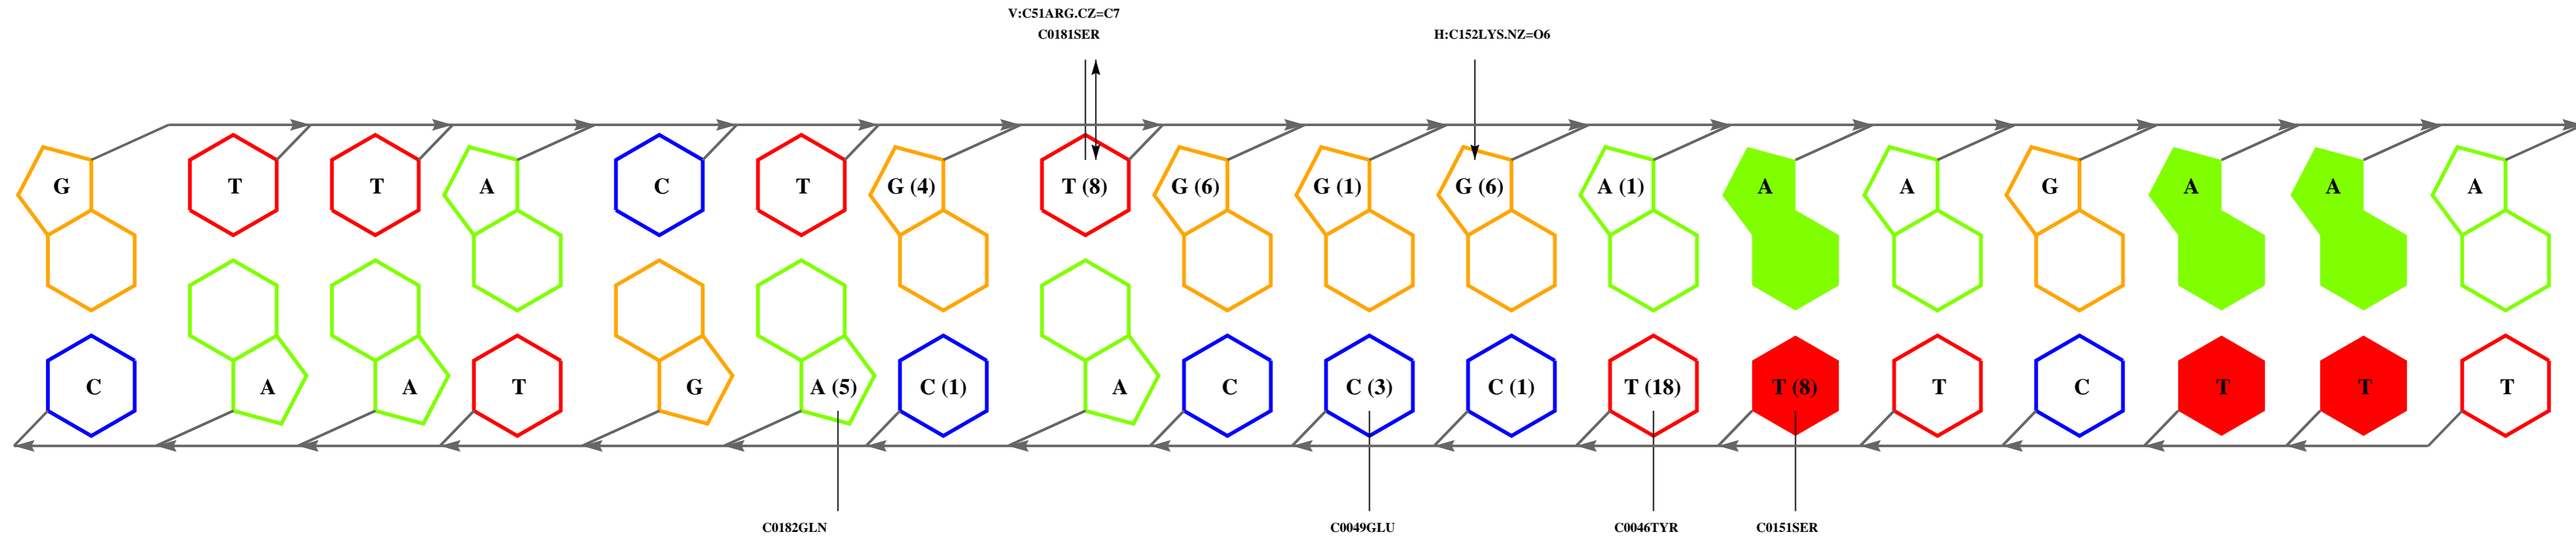 V:C51ARG.CZ=C7
C0181SER H:C152LYS.NZ=O6
G T T A C T G (4) T (8) G (6) G (1) G (6) A (1) A A G A A A
C A A T G A (5) C (1) A C C (3) C (1) T (18) T (8) T C T T T
C0182GLN C0049GLU C0046TYR C0151SER